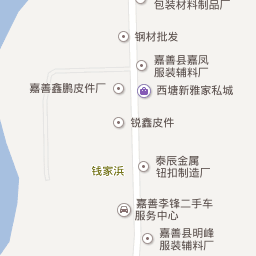 包装材料制品厂
钢材批发
嘉善县嘉凤
服装辅料厂
嘉善鑫鹏皮件厂
西塘新雅家私城
锐鑫皮件
泰辰金属
钮扣制造厂
钱家浜
嘉善李锋二手车
服务中心
嘉善县明峰
服装辅料厂